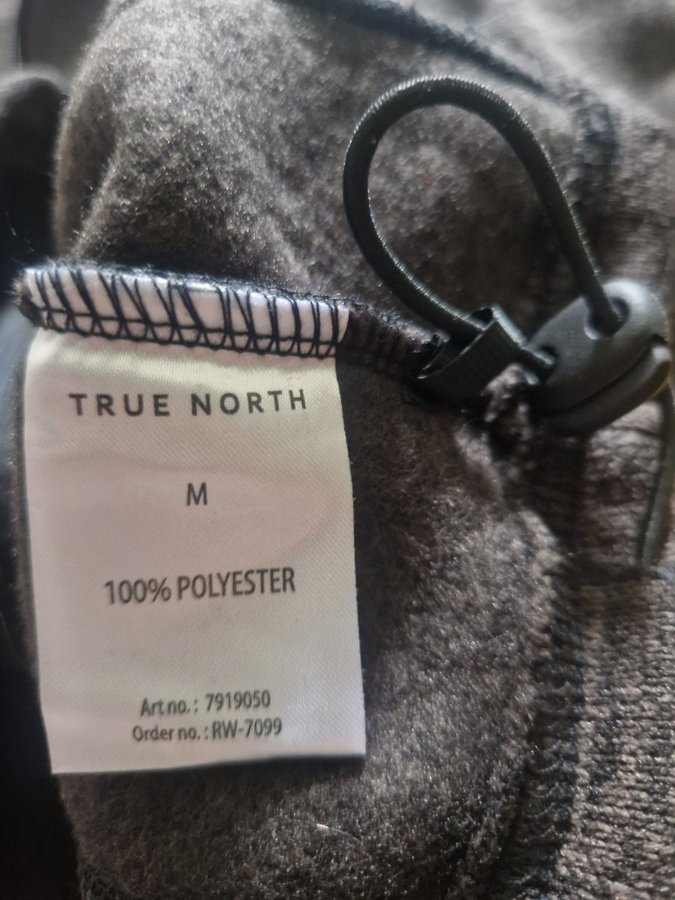 TRUE NORTH
M
100% POLYESTER
Art no. : 7919050
Order no. : RW-7099